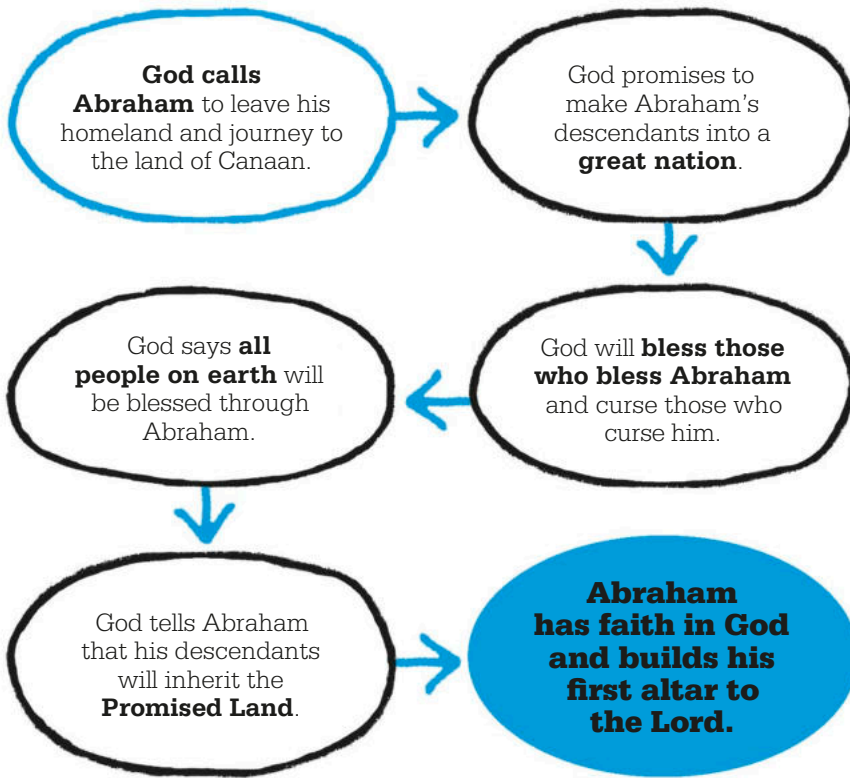 God calls
Abraham to leave his
homeland and journey to
the land of Canaan.
God promises to
make Abraham’s
descendants into a
great nation.
God will bless those
who bless Abraham
and curse those who
curse him.
God says all
people on earth will
be blessed through
Abraham.
God tells Abraham
that his descendants
will inherit the
Promised Land.
Abraham
has faith in God
and builds his
first altar to
the Lord.